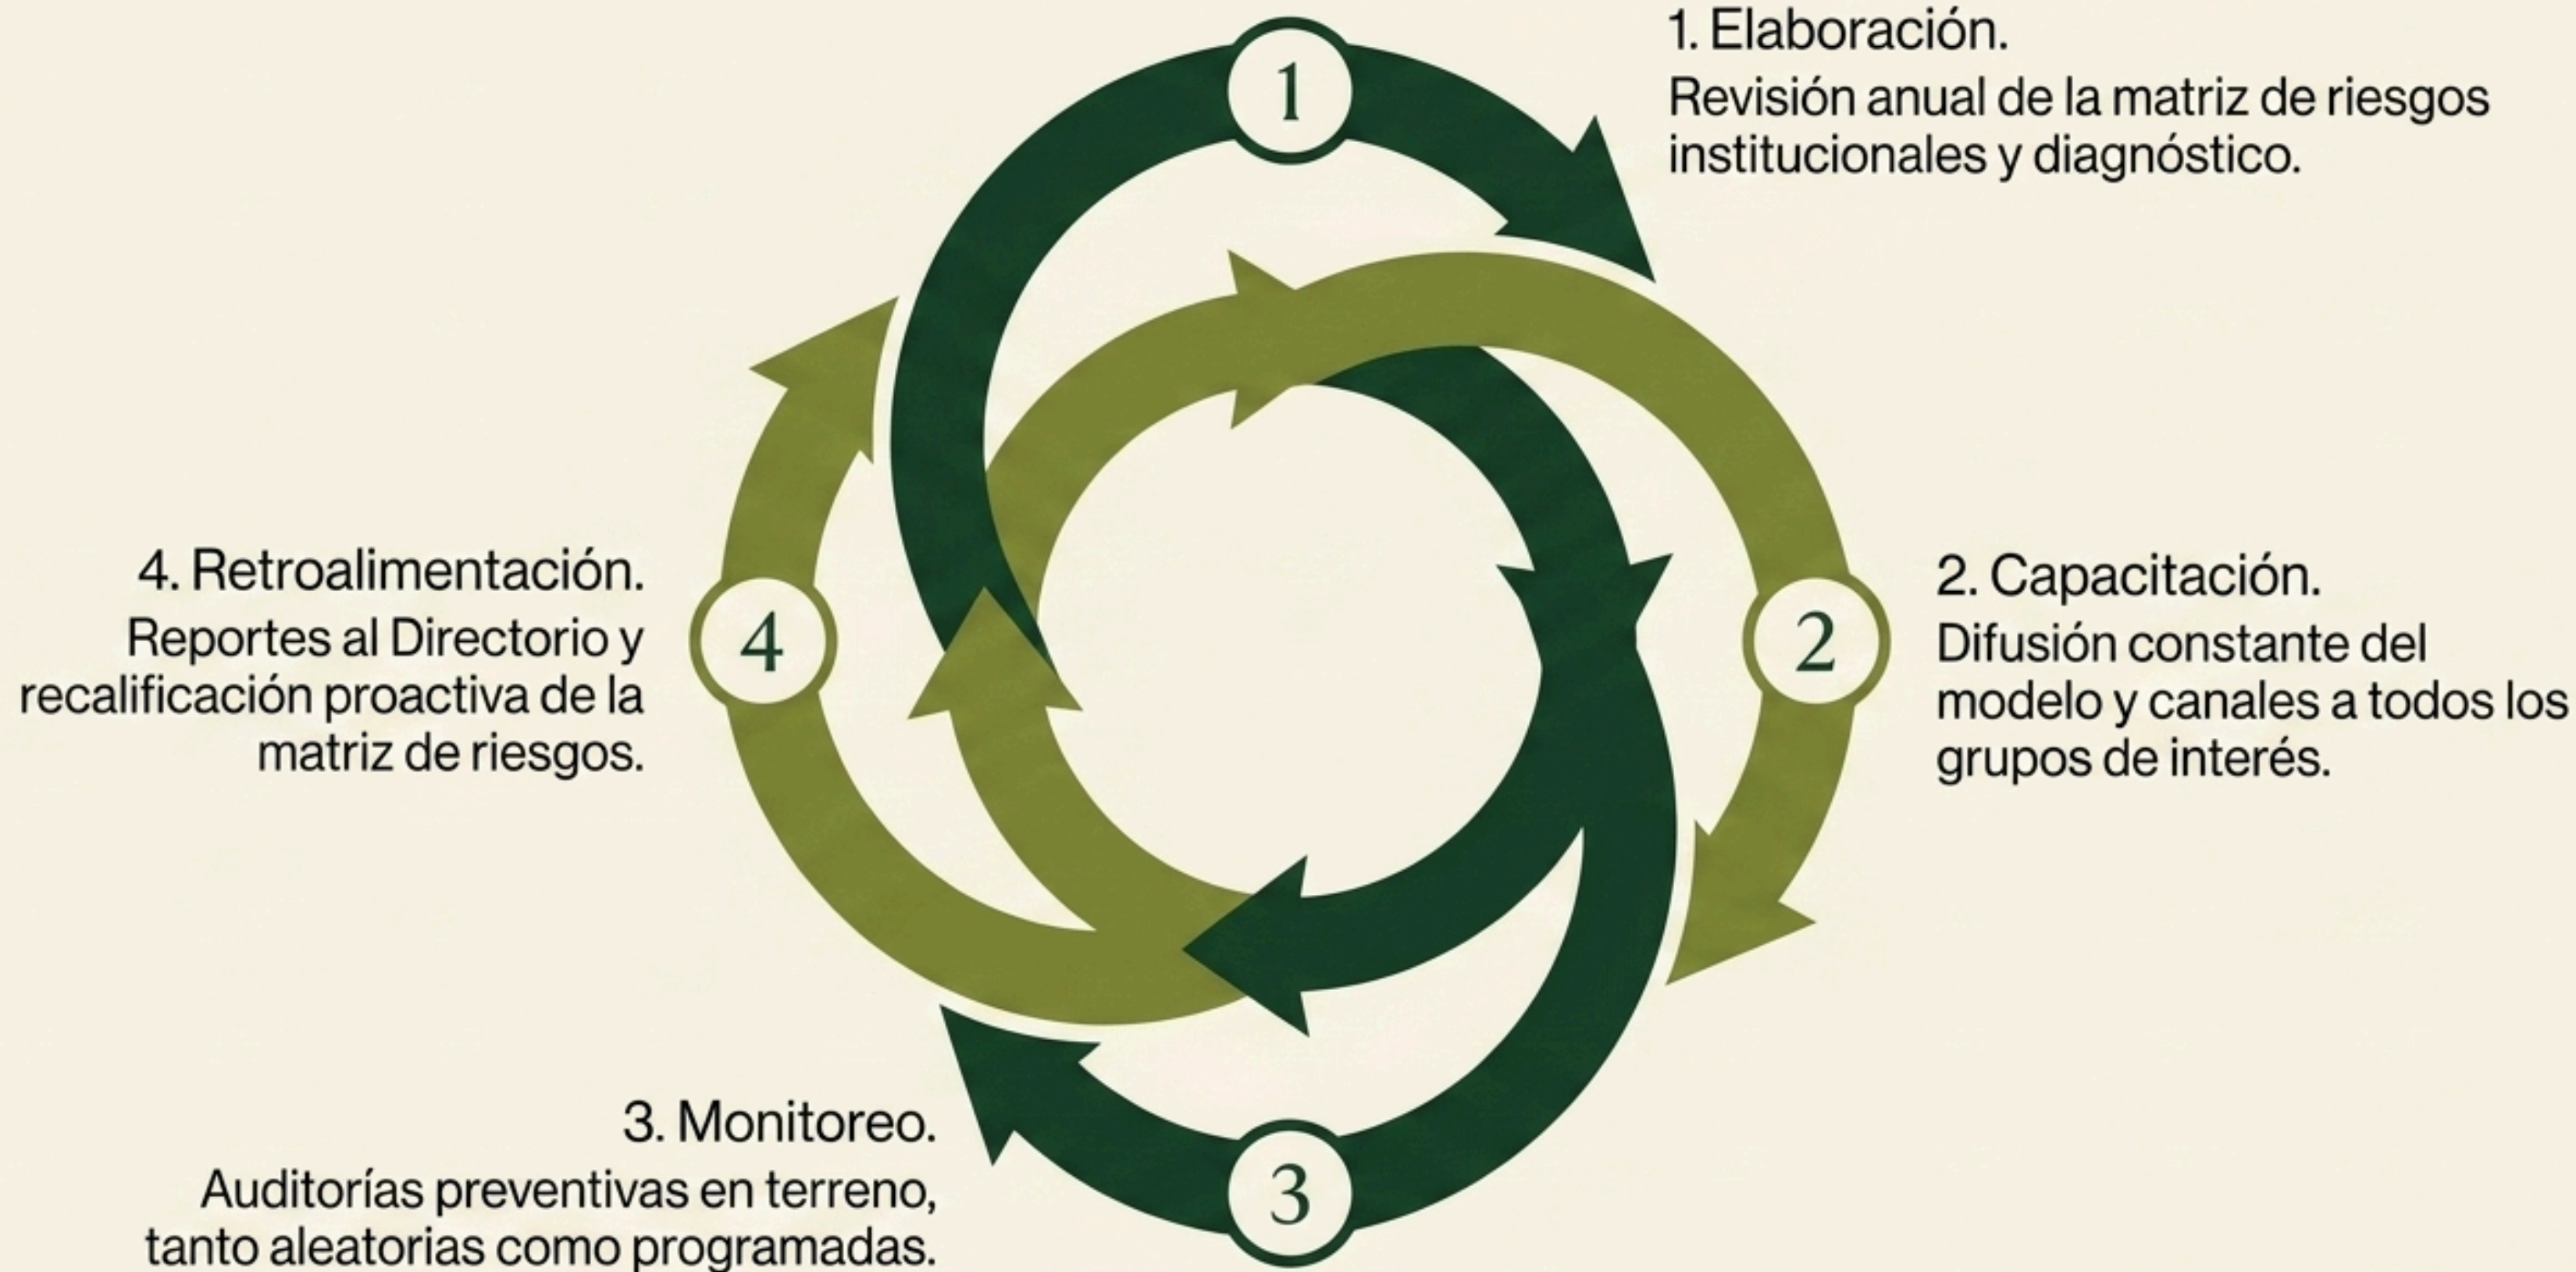 1
1. Elaboración.
Revisión anual de la matriz de riesgos
institucionales y diagnóstico.
2
2. Capacitación.
Difusión constante del
modelo y canales a todos los
grupos de interés.
3
3. Monitoreo.
Auditorías preventivas en terreno,
tanto aleatorias como programadas.
4
4. Retroalimentación.
Reportes al Directorio y
recalificación proactiva de la
matriz de riesgos.